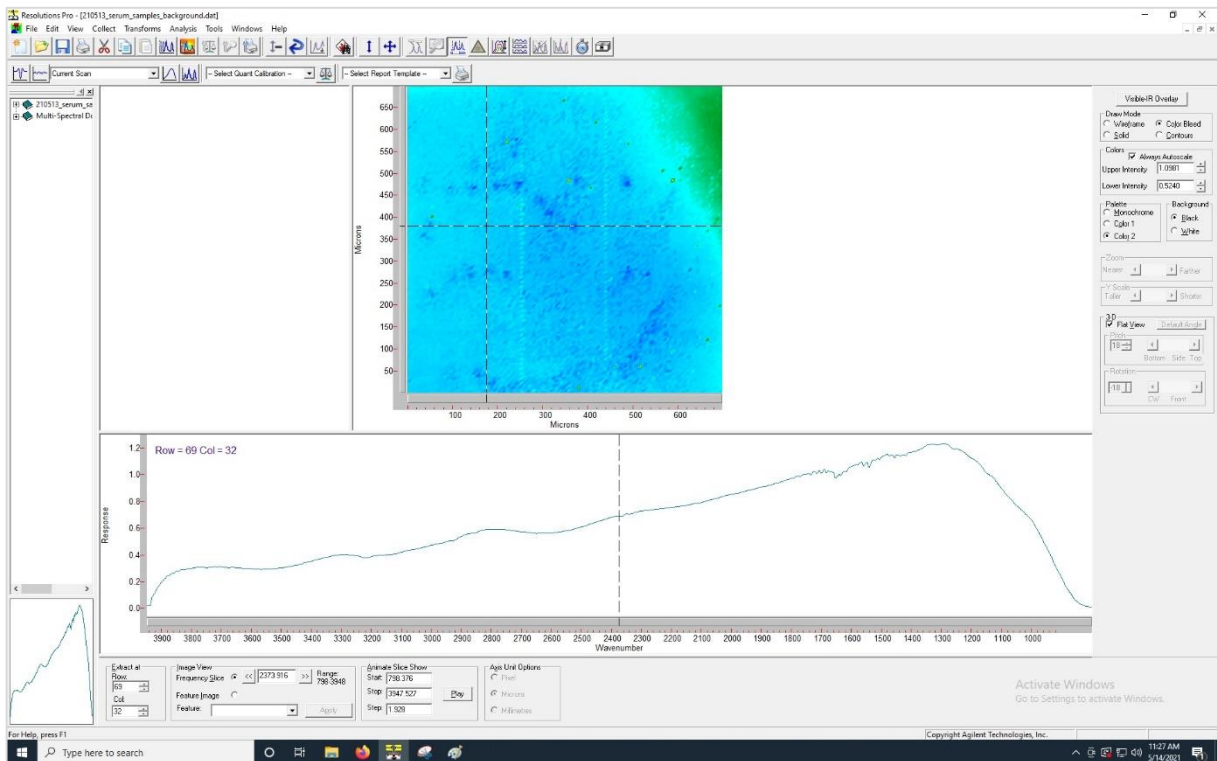 Resolutions Pro - [210513_serum_samples_background.dat]
File Edit View Collect Transforms Analysis Tools Windows Help
Current Scan
-- Select Quant Calibration --
-- Select Report Template --
210513_serum_sa
Multi-Spectral Da
650
600
550
500
450
400
350
300
250
200
150
100
50
Microns
100 200 300 400 500 600
Microns
Visible-IR Overlay
Draw Mode
Wireframe Color Bleed
Solid Contours
Colors
Always Autoscale
Upper Intensity 1.0981
Lower Intensity 0.5240
Palette Background
Monochrome Black
Color 1 White
Color 2
Zoom
Nearer Farther
Y Scale
Taller Shorter
3-D
Flat View Default Angle
Pitch
18
Bottom Side Top
Rotation
-18
CW Front
Row = 69 Col = 32
1.2
1.0
0.8
0.6
0.4
0.2
0.0
Response
3900 3800 3700 3600 3500 3400 3300 3200 3100 3000 2900 2800 2700 2600 2500 2400 2300 2200 2100 2000 1900 1800 1700 1600 1500 1400 1300 1200 1100 1000
Wavenumber
Extract at
Row:
69
Col
32
Image View
Frequency Slice << 2373.916 >> Range: 798-3948
Feature Image
Feature: Apply
Animate Slice Show
Start: 798.376
Stop: 3947.527 Play
Step: 1.928
Axis Unit Options
Pixel
Microns
Millimetres
Activate Windows
Go to Settings to activate Windows.
For Help, press F1
Copyright Agilent Technologies, Inc.
Type here to search
11:27 AM
5/14/2021